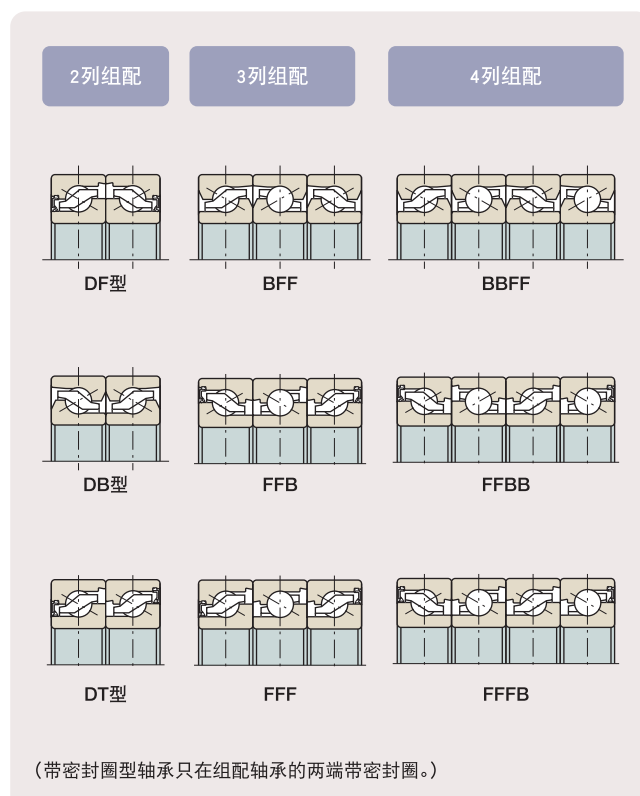 2列组配 3列组配 4列组配
DF型 BFF BBFF
DB型 FFB FFBB
DT型 FFF FFFB
（带密封圈型轴承只在组配轴承的两端带密封圈。）